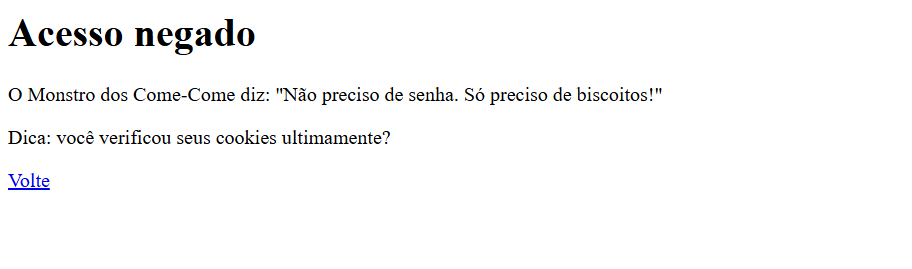 Acesso negado
O Monstro dos Come-Come diz: "Não preciso de senha. Só preciso de biscoitos!"
Dica: você verificou seus cookies ultimamente?
Volte